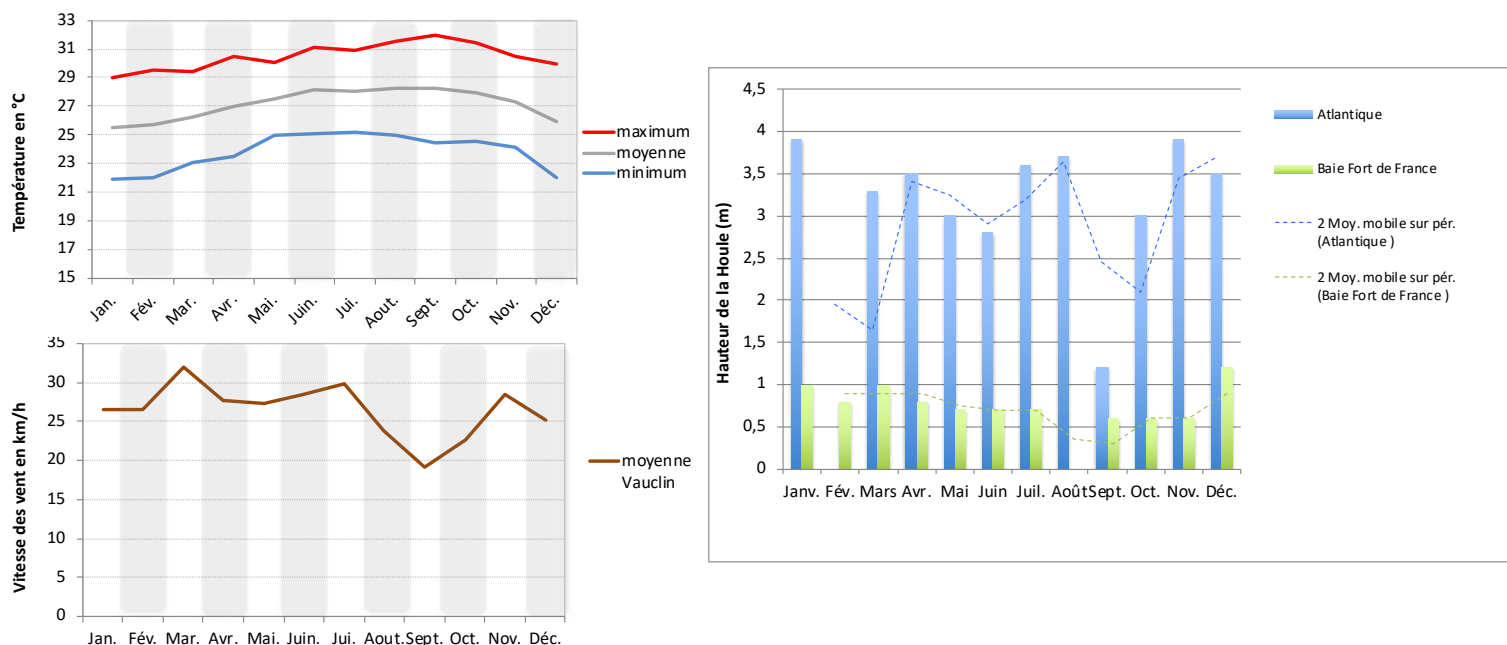 Température en °C
33
31
29
27
25
23
21
19
17
15
Jan.
Fév.
Mar.
Avr.
Mai.
Juin.
Jui.
Aout.
Sept.
Oct.
Nov.
Déc.
maximum
moyenne
minimum
Vitesse des vent en km/h
35
30
25
20
15
10
5
0
Jan.
Fév.
Mar.
Avr.
Mai.
Juin.
Jui.
Aout.
Sept.
Oct.
Nov.
Déc.
moyenne
Vauclin
Hauteur de la Houle (m)
4,5
4
3,5
3
2,5
2
1,5
1
0,5
0
Janv.
Fév.
Mars
Avr.
Mai
Juin
Juil.
Août
Sept.
Oct.
Nov.
Déc.
Atlantique
Baie Fort de France
2 Moy. mobile sur pér.
(Atlantique )
2 Moy. mobile sur pér.
(Baie Fort de France )